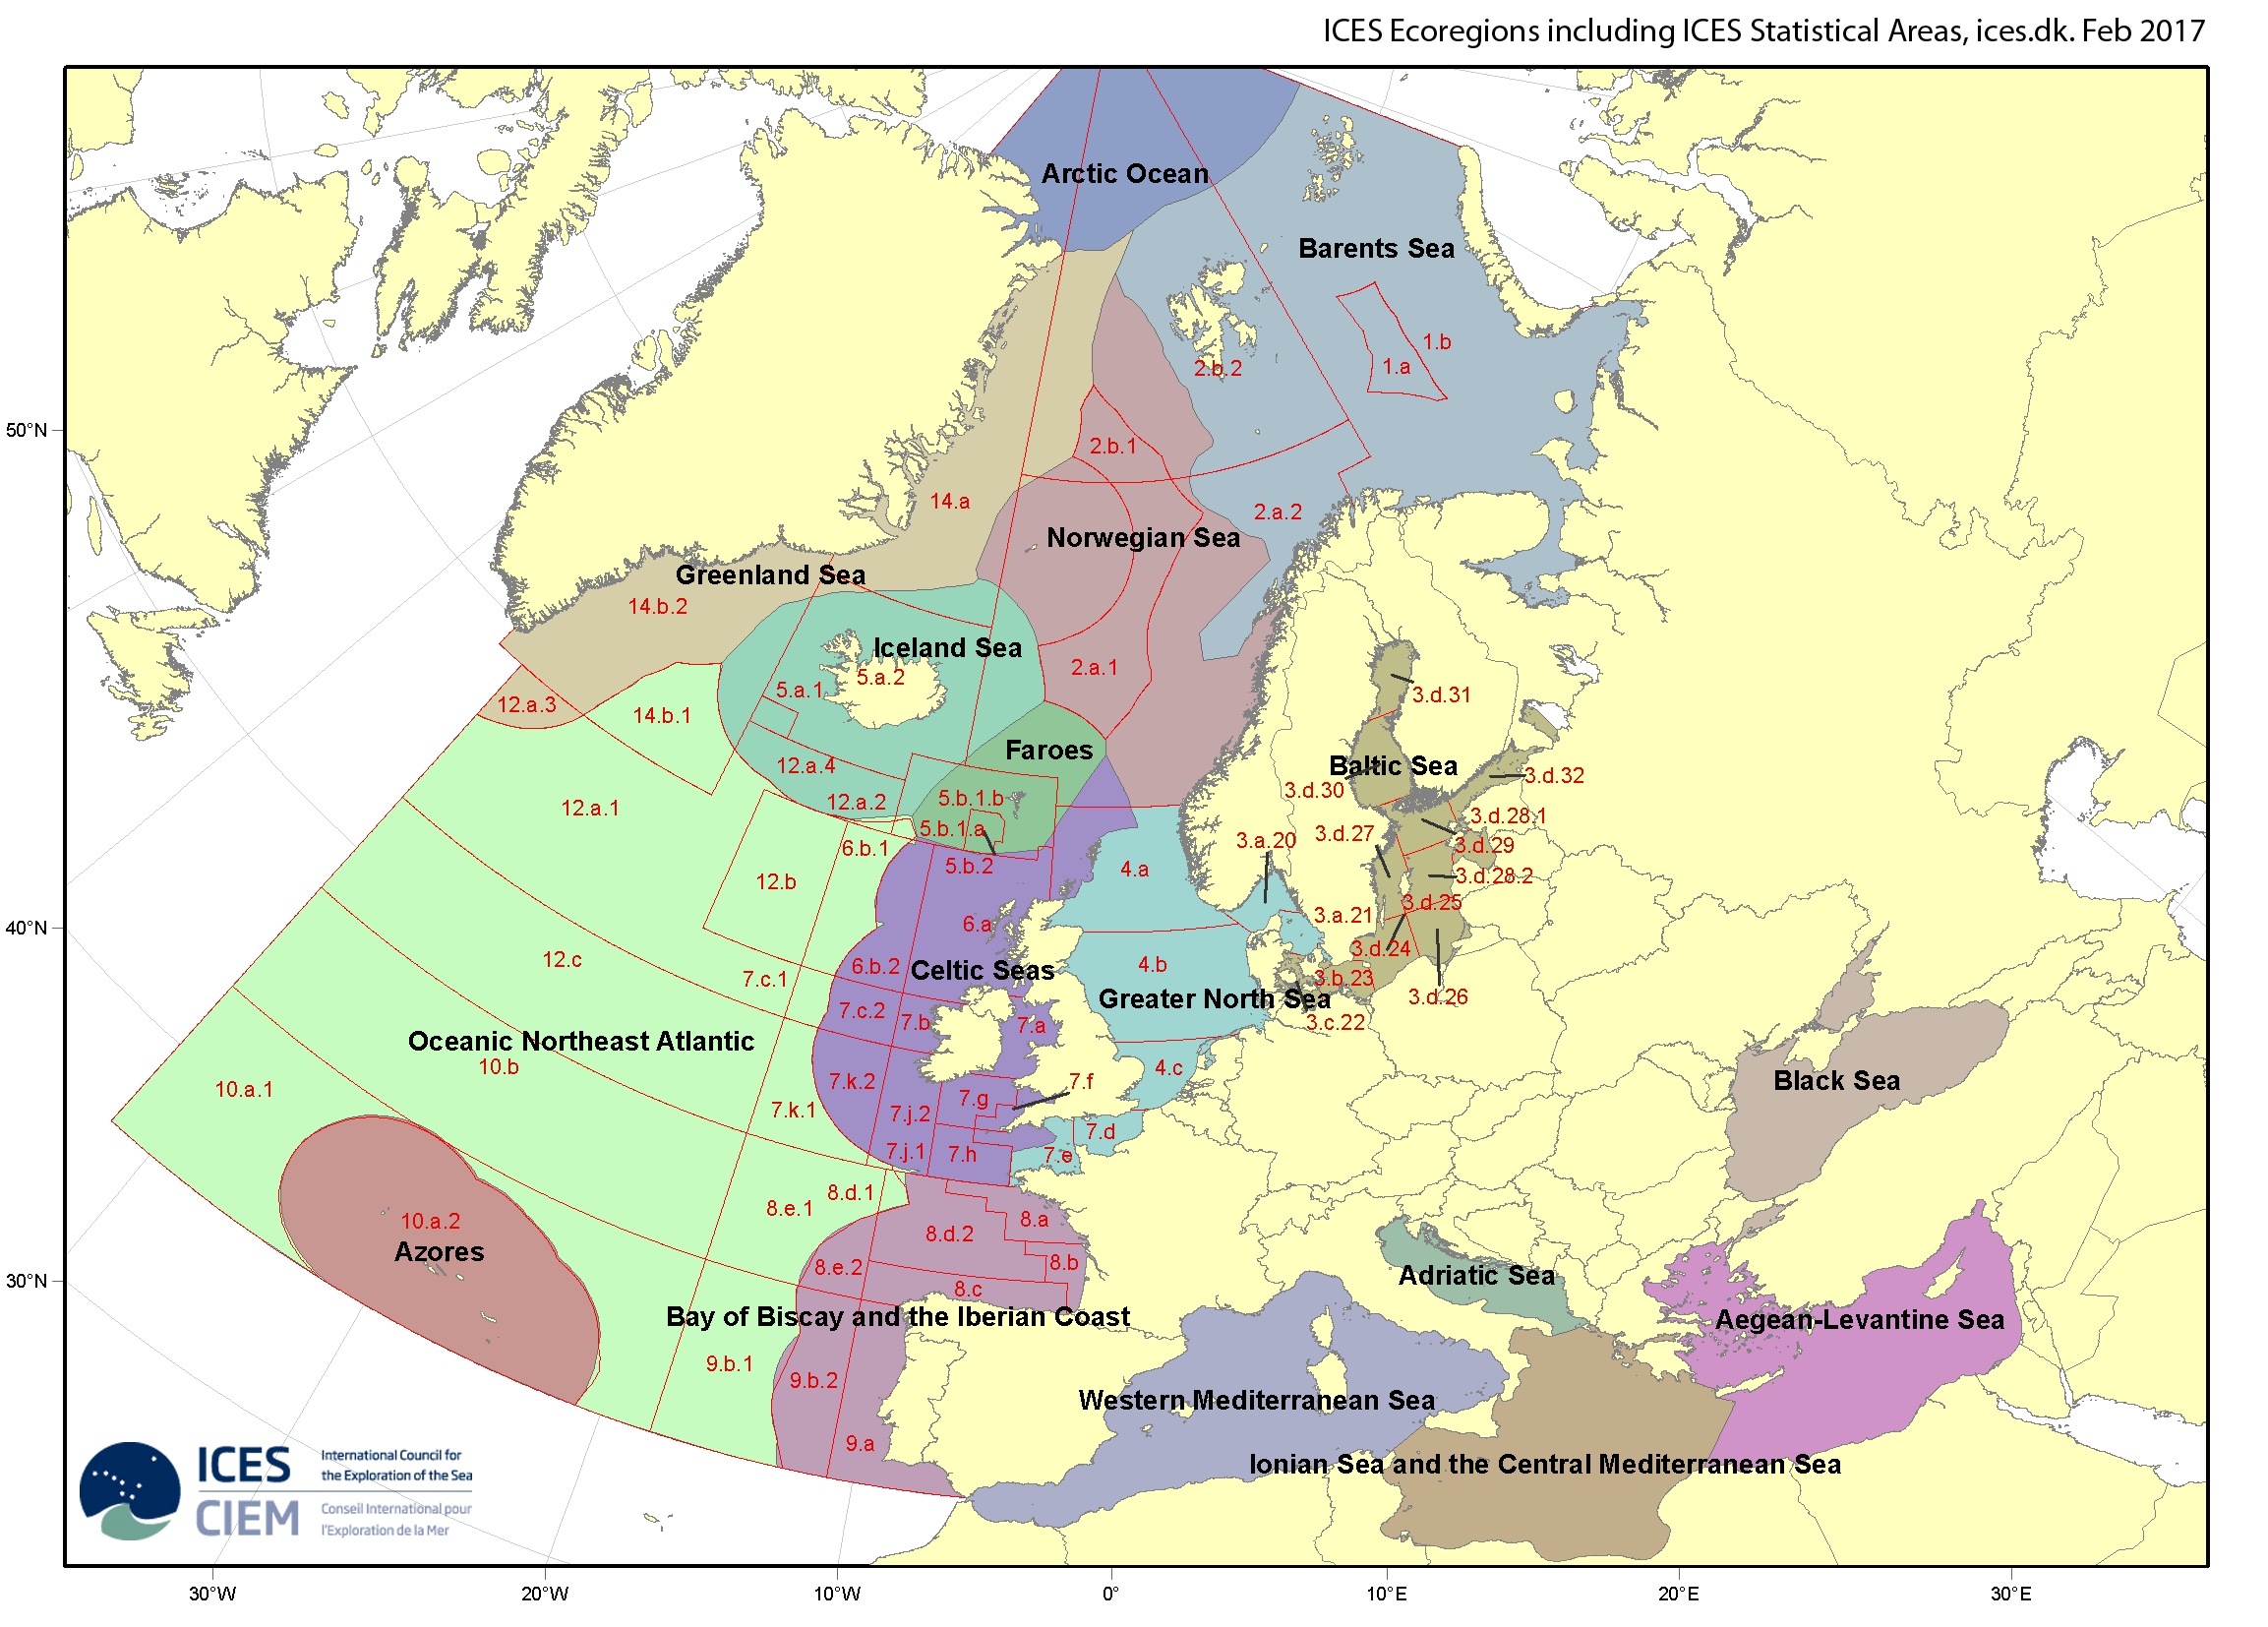 ICES Ecoregions including ICES Statistical Areas, ices.dk. Feb 2017
Arctic Ocean
Barents Sea
1.b
1.a
2.b.2
50°N
2.b.1
14.a
2.a.2
Norwegian Sea
Greenland Sea
14.b.2
Iceland Sea
5.a.2
2.a.1
5.a.1
3.d.31
12.a.3
14.b.1
Faroes
12.a.4
Baltic Sea
3.d.32
3.d.30
5.b.1.b
12.a.2
12.a.1
3.d.28.1
5.b.1.a
3.d.27
3.a.20
3.d.29
6.b.1
5.b.2
4.a
3.d.28.2
12.b
3.d.25
3.a.21
6.a
40°N
3.d.24
12.c
6.b.2
4.b
Celtic Seas
7.c.1
3.b.23
Greater North Sea
3.d.26
7.c.2
7.b
7.a
3.c.22
Oceanic Northeast Atlantic
10.b
4.c
7.k.2
7.f
Black Sea
10.a.1
7.g
7.k.1
7.j.2
7.d
7.j.1
7.h
7.e
8.d.1
8.e.1
10.a.2
8.a
8.d.2
Azores
8.b
8.e.2
30°N
Adriatic Sea
8.c
Bay of Biscay and the Iberian Coast
Aegean-Levantine Sea
9.b.1
9.b.2
Western Mediterranean Sea
9.a
Ionian Sea and the Central Mediterranean Sea
ICES
International Council for
the Exploration of the Sea
CIEM
Conseil International pour
l'Exploration de la Mer
30°W
20°W
10°W
0°
10°E
20°E
30°E